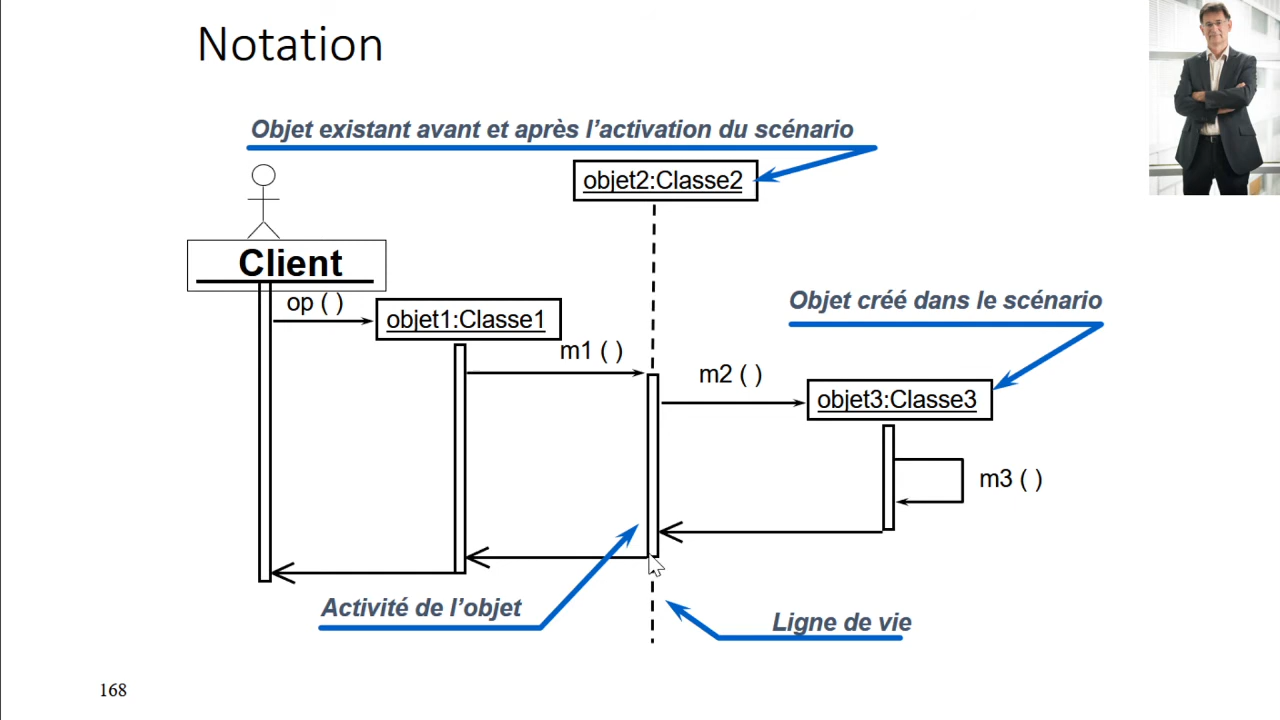 Notation
Objet existant avant et après l’activation du scénario
objet2:Classe2
Client
op ( )
objet1:Classe1
Objet créé dans le scénario
m1 ( )
m2 ( )
objet3:Classe3
m3 ( )
Activité de l’objet
Ligne de vie
168